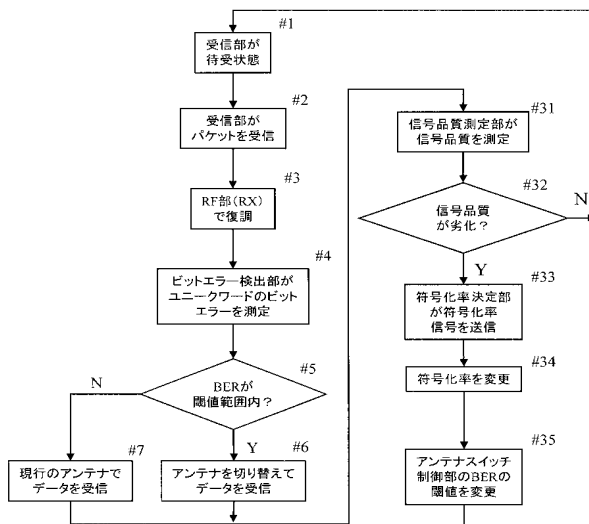 #1
受信部が
待受状態
#2
受信部が
パケットを受信
#3
RF部(RX)
で復調
#4
ビットエラー検出部が
ユニークワードのビット
エラーを測定
#5
BERが
閾値範囲内?
N
Y
#7
現行のアンテナで
データを受信
#6
アンテナを切り替えて
データを受信
#31
信号品質測定部が
信号品質を測定
#32
信号品質
が劣化?
N
Y
#33
符号化率決定部
が符号化率
信号を送信
#34
符号化率を変更
#35
アンテナスイッチ
制御部のBERの
閾値を変更